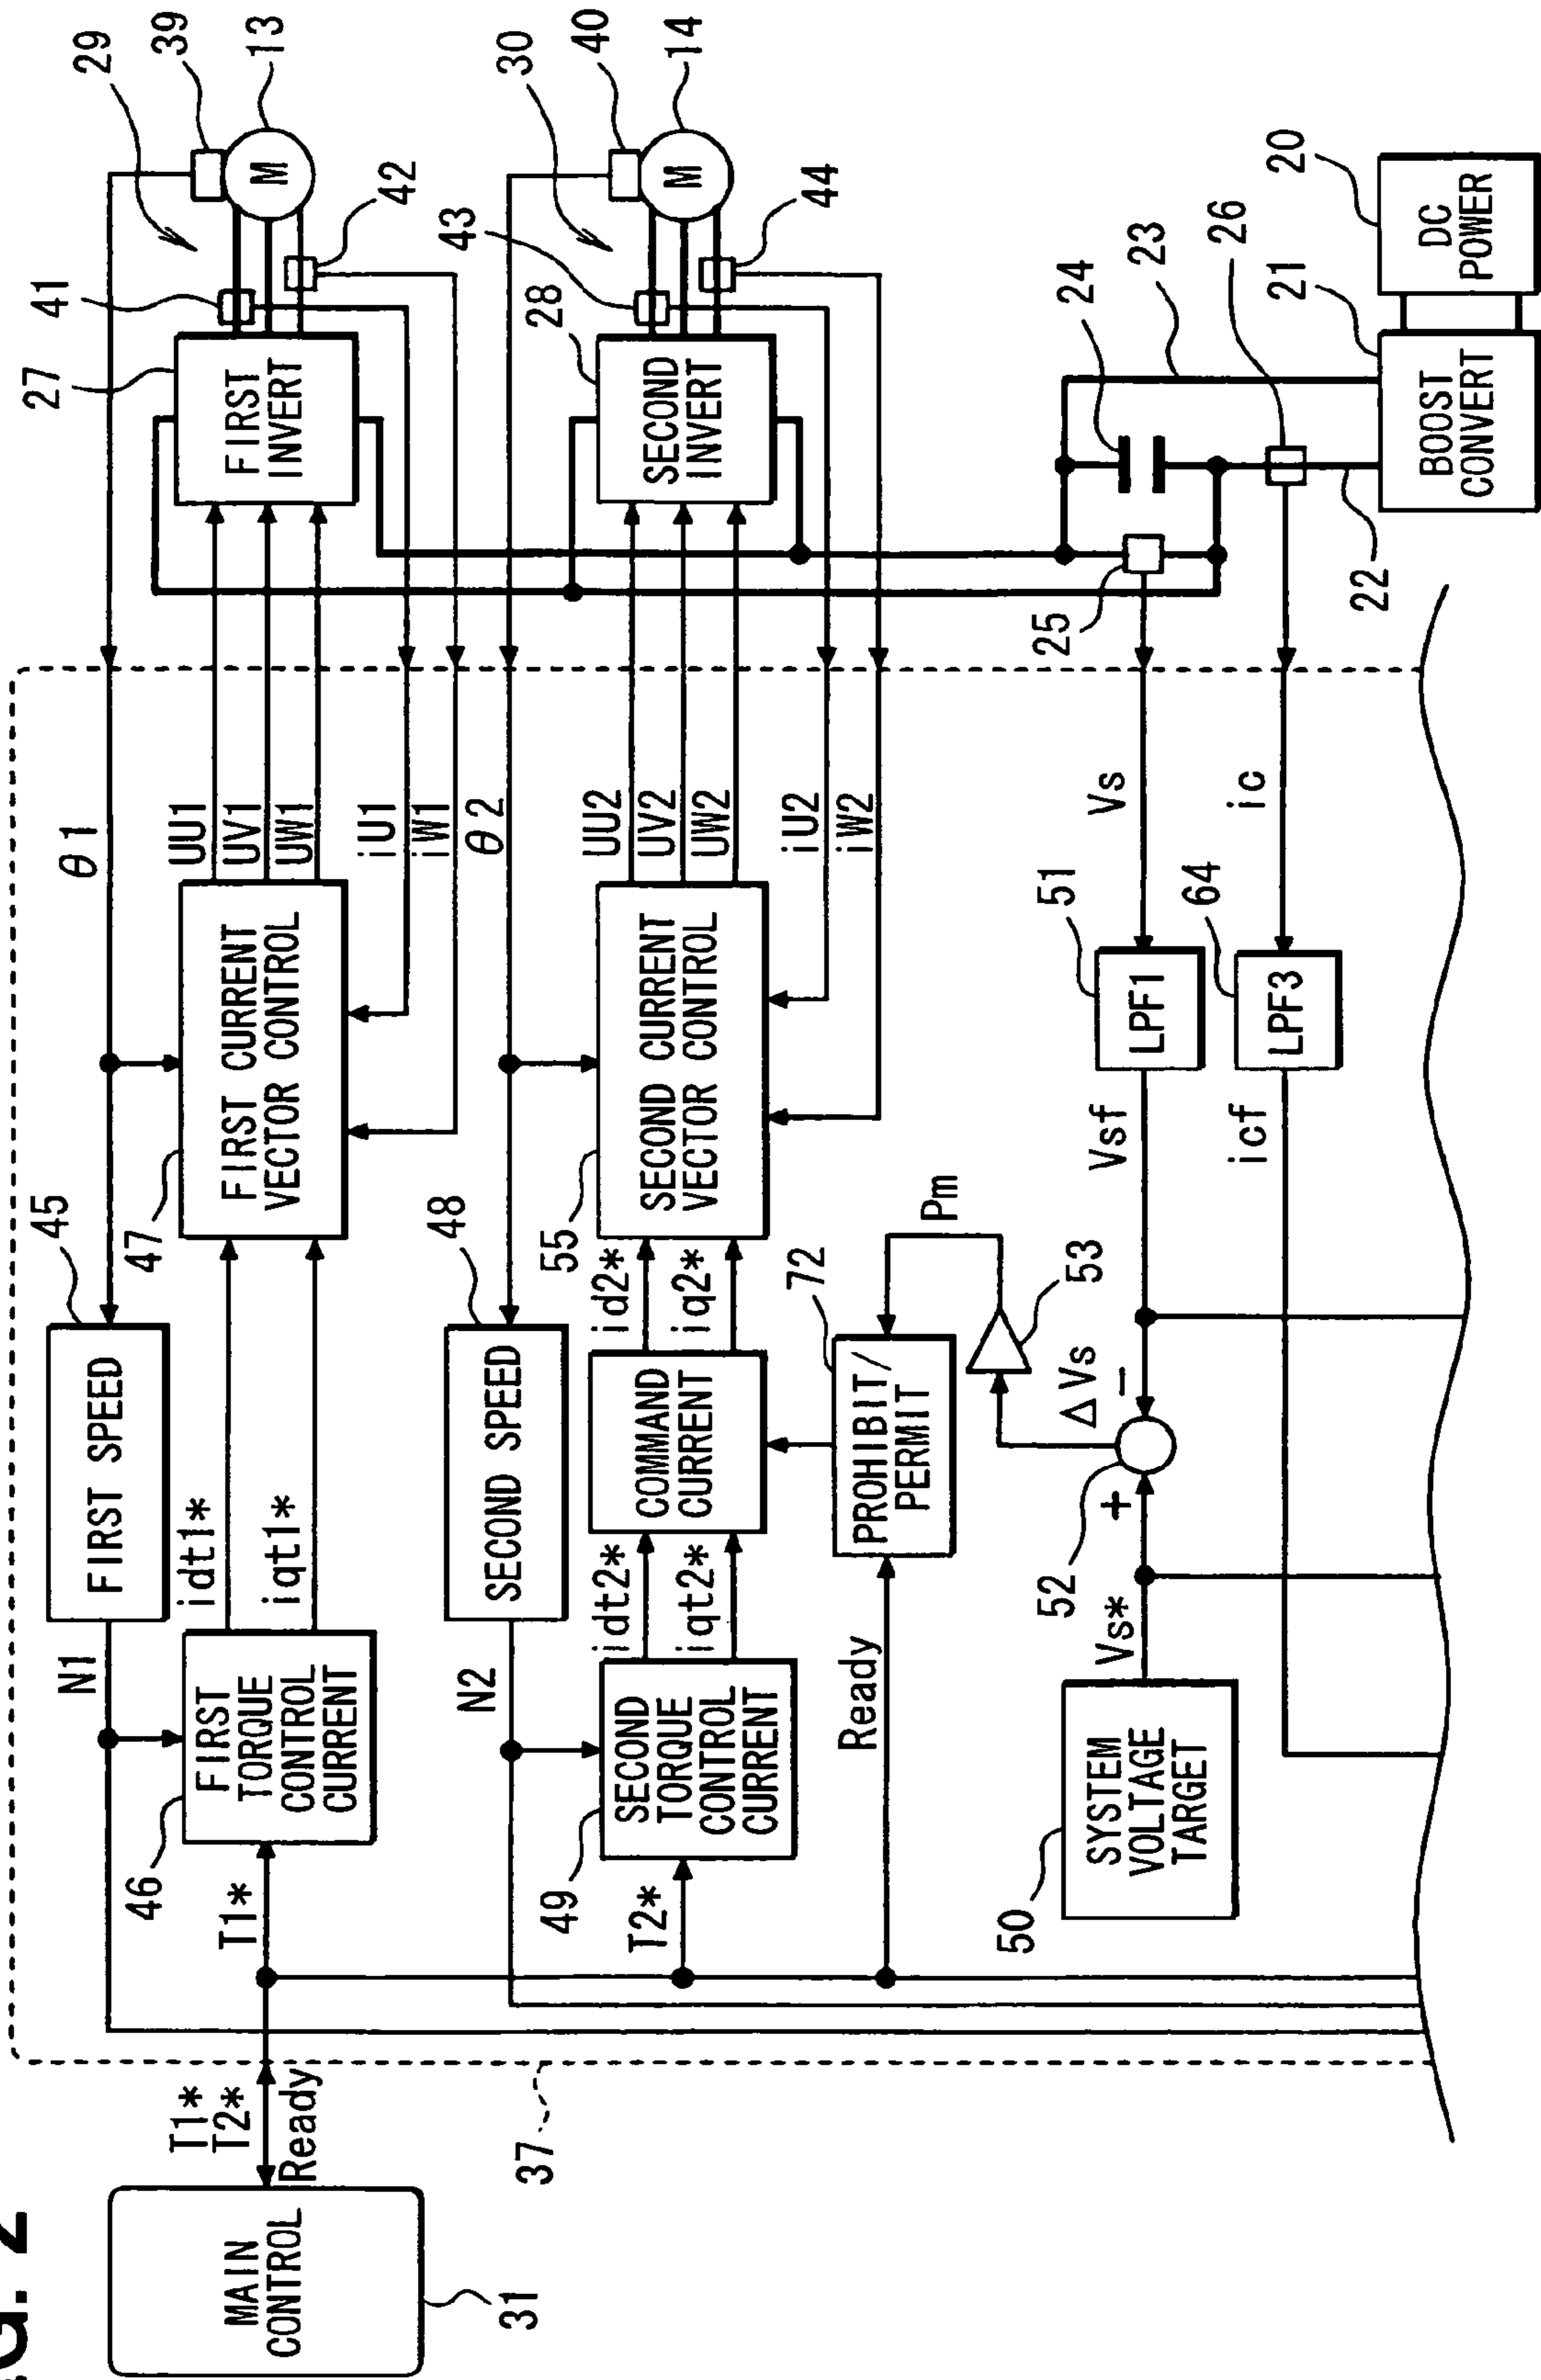 G. 2
MAIN
CONTROL
31
T1*
T2*
Ready
37
N1
FIRST SPEED
45
θ1
29
39
13
M
T1*
46
FIRST
TORQUE
CONTROL
CURRENT
idt1*
iqt1*
47
FIRST CURRENT
VECTOR CONTROL
UU1
UV1
UW1
iU1
iW1
27
FIRST
INVERT
41
42
N2
SECOND SPEED
48
θ2
30
40
14
M
T2*
49
SECOND
TORQUE
CONTROL
CURRENT
idt2*
iqt2*
COMMAND
CURRENT
id2*
iq2*
55
SECOND CURRENT
VECTOR CONTROL
UU2
UV2
UW2
iU2
iW2
28
SECOND
INVERT
43
44
Ready
PROHIBIT/
PERMIT
72
Pm
53
ΔVs
50
SYSTEM
VOLTAGE
TARGET
Vs*
52
+
−
Vsf
51
LPF1
Vs
25
24
23
icf
64
LPF3
ic
26
22
BOOST
CONVERT
21
DC
POWER
20